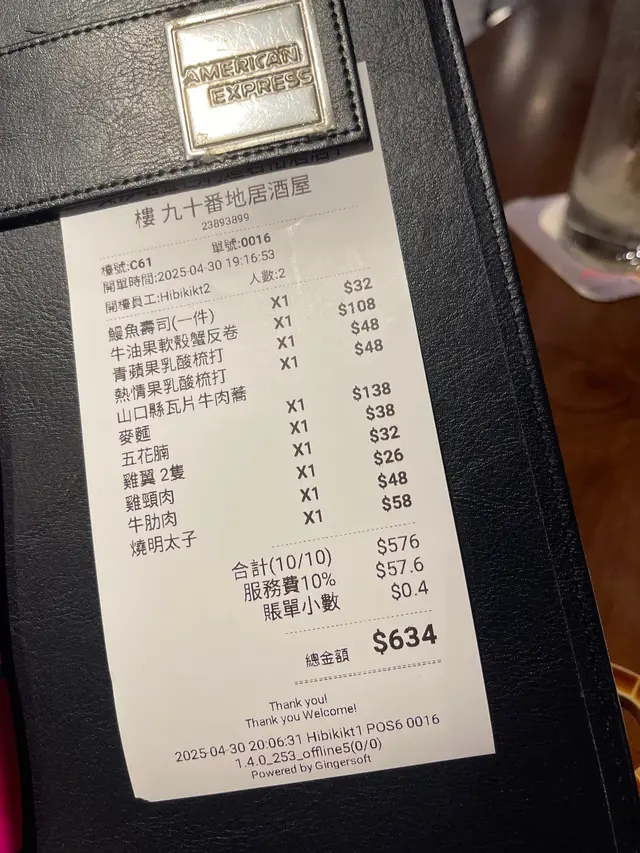 AMERICAN
EXPRESS
樓 九十番地居酒屋
23893899
檯號:C61 單號:0016
開單時間:2025-04-30 19:16:53
開檯員工:Hibikikt2 人數:2
鰻魚壽司(一件) X1 $32
牛油果軟殼蟹反卷 X1 $108
青蘋果乳酸梳打 X1 $48
熱情果乳酸梳打 X1 $48
山口縣瓦片牛肉蕎
麥麵 X1 $138
五花腩 X1 $38
雞翼 2隻 X1 $32
雞頸肉 X1 $26
牛肋肉 X1 $48
燒明太子 X1 $58
合計(10/10) $576
服務費10% $57.6
賬單小數 $0.4
總金額 $634
Thank you!
Thank you Welcome!
2025-04-30 20:06:31 Hibikikt1 POS6 0016
1.4.0_253_offline5(0/0)
Powered by Gingersoft